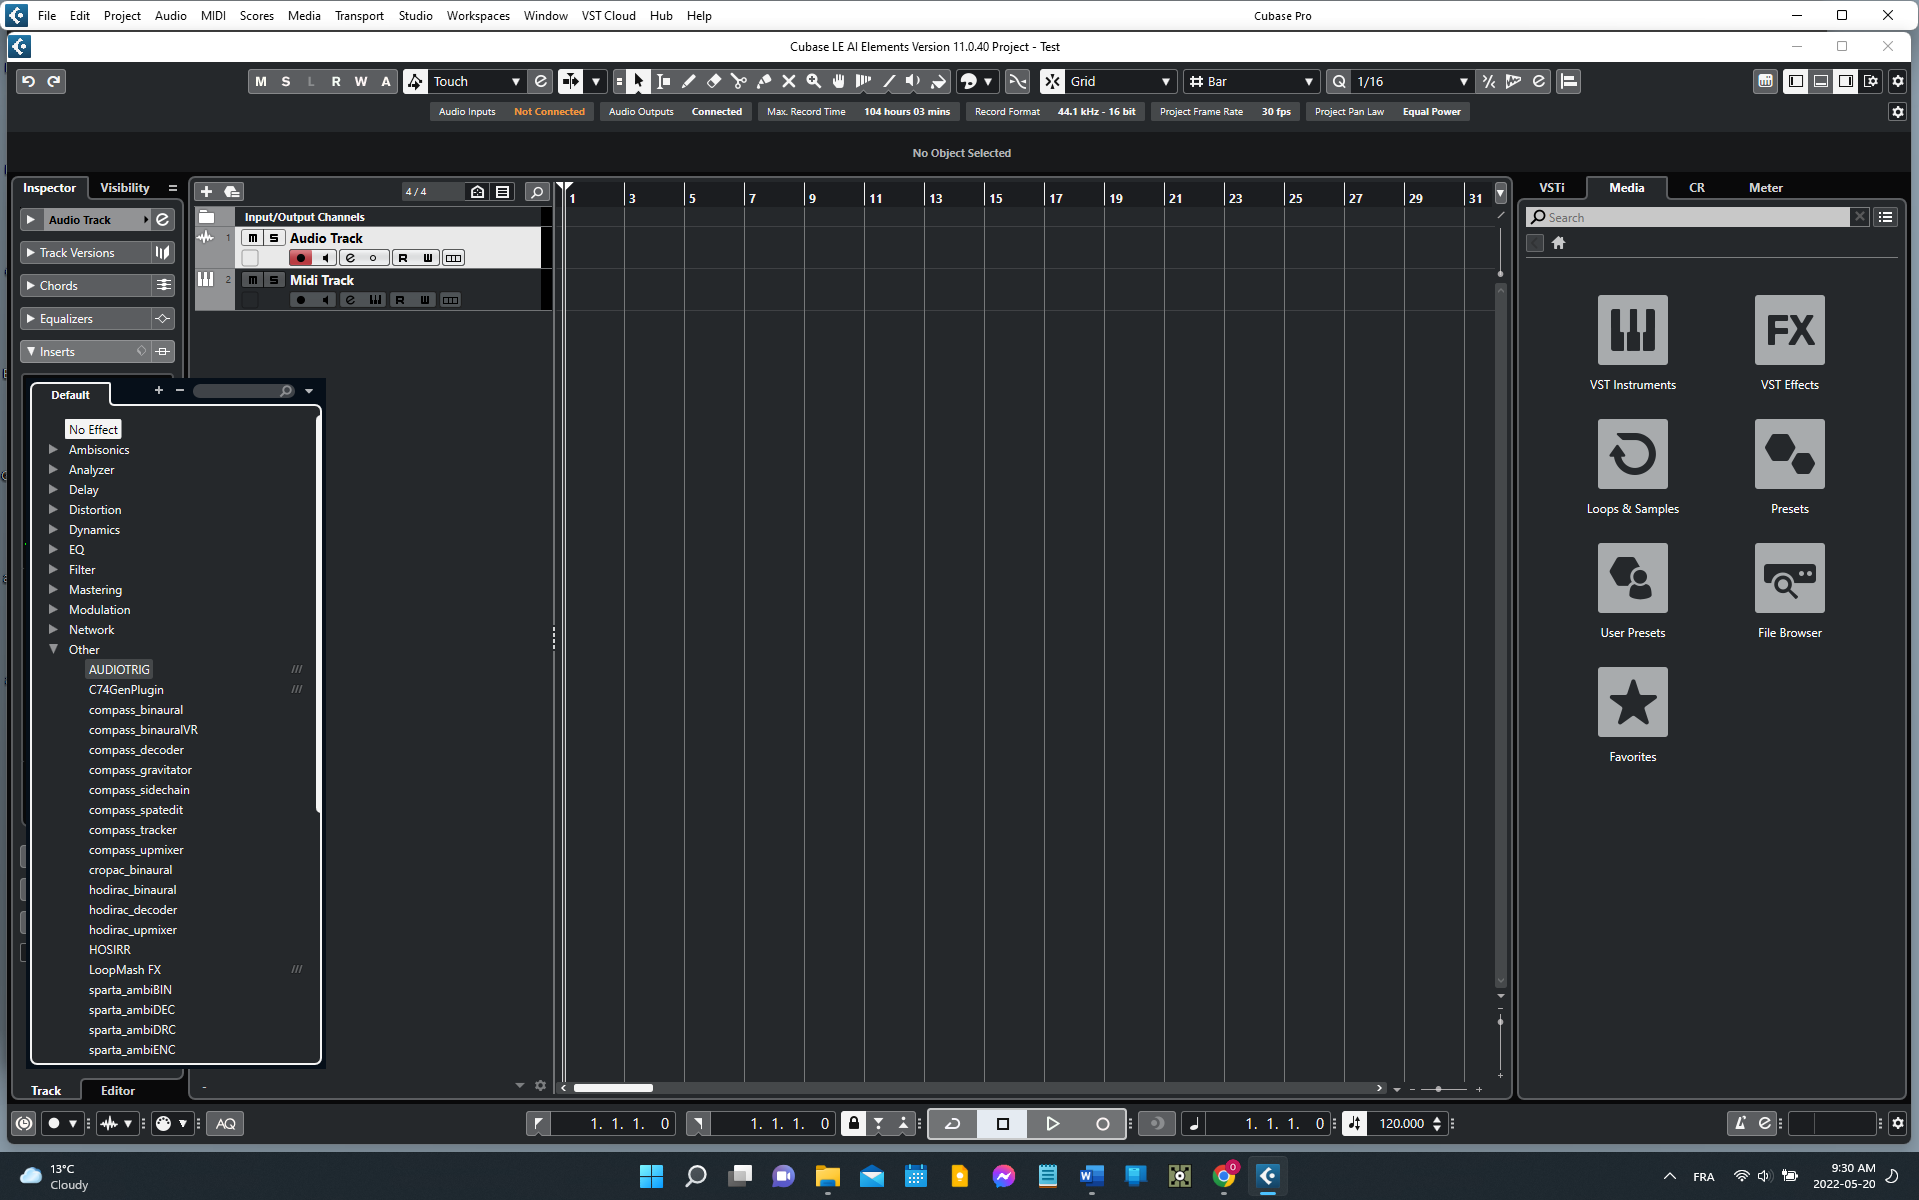 File Edit Project Audio MIDI Scores Media Transport Studio Workspaces Window VST Cloud Hub Help Cubase Pro
Cubase LE AI Elements Version 11.0.40 Project - Test
M S L R W A Touch Grid Bar Q 1/16
Audio Inputs Not Connected Audio Outputs Connected Max. Record Time 104 hours 03 mins Record Format 44.1 kHz - 16 bit Project Frame Rate 30 fps Project Pan Law Equal Power
No Object Selected
Inspector Visibility
Audio Track
Track Versions
Chords
Equalizers
Inserts
Default
No Effect
Ambisonics
Analyzer
Delay
Distortion
Dynamics
EQ
Filter
Mastering
Modulation
Network
Other
AUDIOTRIG
C74GenPlugin
compass_binaural
compass_binauralVR
compass_decoder
compass_gravitator
compass_sidechain
compass_spatedit
compass_tracker
compass_upmixer
cropac_binaural
hodirac_binaural
hodirac_decoder
hodirac_upmixer
HOSIRR
LoopMash FX
sparta_ambiBIN
sparta_ambiDEC
sparta_ambiDRC
sparta_ambiENC
Track Editor
4 / 4
Input/Output Channels
1 m S Audio Track
R W
2 m S Midi Track
R W
1 3 5 7 9 11 13 15 17 19 21 23 25 27 29 31
VSTi Media CR Meter
Search
FX
VST Instruments VST Effects
Loops & Samples Presets
User Presets File Browser
Favorites
AQ 1. 1. 1. 0 1. 1. 1. 0 1. 1. 1. 0 120.000
13°C
Cloudy
0
FRA
9:30 AM
2022-05-20